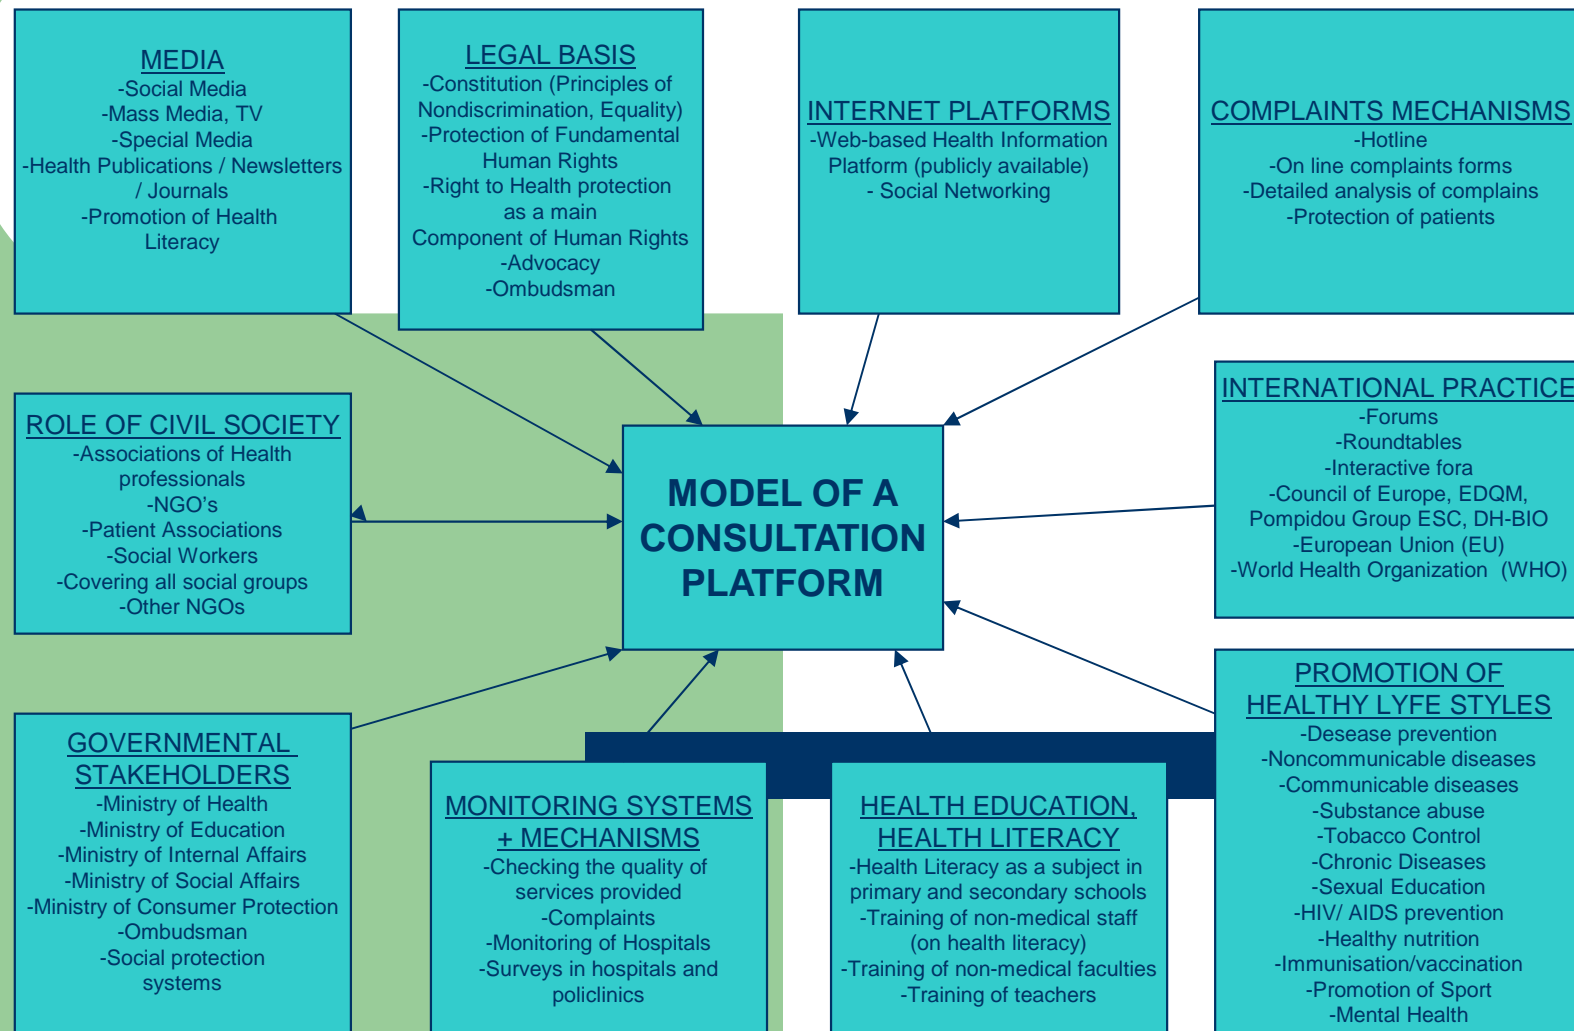 MEDIA
-Social Media
-Mass Media, TV
-Special Media
-Health Publications / Newsletters
/ Journals
-Promotion of Health
Literacy
LEGAL BASIS
-Constitution (Principles of
Nondiscrimination, Equality)
-Protection of Fundamental
Human Rights
-Right to Health protection
as a main
Component of Human Rights
-Advocacy
-Ombudsman
INTERNET PLATFORMS
-Web-based Health Information
Platform (publicly available)
- Social Networking
COMPLAINTS MECHANISMS
-Hotline
-On line complaints forms
-Detailed analysis of complains
-Protection of patients
ROLE OF CIVIL SOCIETY
-Associations of Health
professionals
-NGO's
-Patient Associations
-Social Workers
-Covering all social groups
-Other NGOs
MODEL OF A
CONSULTATION
PLATFORM
INTERNATIONAL PRACTICE
-Forums
-Roundtables
-Interactive fora
-Council of Europe, EDQM,
Pompidou Group ESC, DH-BIO
-European Union (EU)
-World Health Organization (WHO)
GOVERNMENTAL
STAKEHOLDERS
-Ministry of Health
-Ministry of Education
-Ministry of Internal Affairs
-Ministry of Social Affairs
-Ministry of Consumer Protection
-Ombudsman
-Social protection
systems
MONITORING SYSTEMS
+ MECHANISMS
-Checking the quality of
services provided
-Complaints
-Monitoring of Hospitals
-Surveys in hospitals and
policlinics
HEALTH EDUCATION,
HEALTH LITERACY
-Health Literacy as a subject in
primary and secondary schools
-Training of non-medical staff
(on health literacy)
-Training of non-medical faculties
-Training of teachers
PROMOTION OF
HEALTHY LYFE STYLES
-Desease prevention
-Noncommunicable diseases
-Communicable diseases
-Substance abuse
-Tobacco Control
-Chronic Diseases
-Sexual Education
-HIV/ AIDS prevention
-Healthy nutrition
-Immunisation/vaccination
-Promotion of Sport
-Mental Health